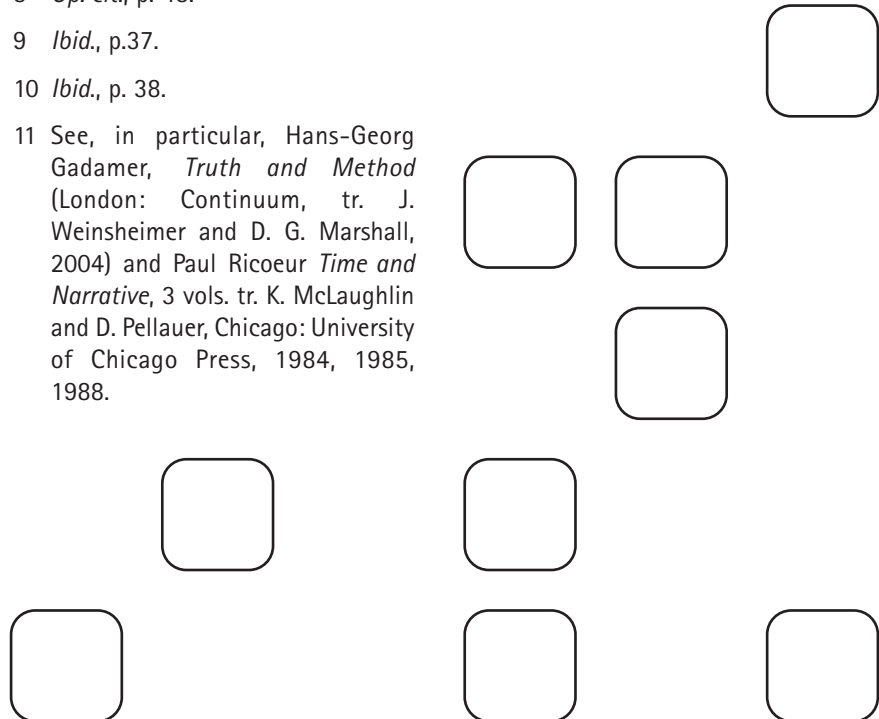 9 Ibid., p.37.
10 Ibid., p. 38.
11 See, in particular, Hans-Georg
Gadamer, Truth and Method
(London: Continuum, tr. J.
Weinsheimer and D. G. Marshall,
2004) and Paul Ricoeur Time and
Narrative, 3 vols. tr. K. McLaughlin
and D. Pellauer, Chicago: University
of Chicago Press, 1984, 1985,
1988.